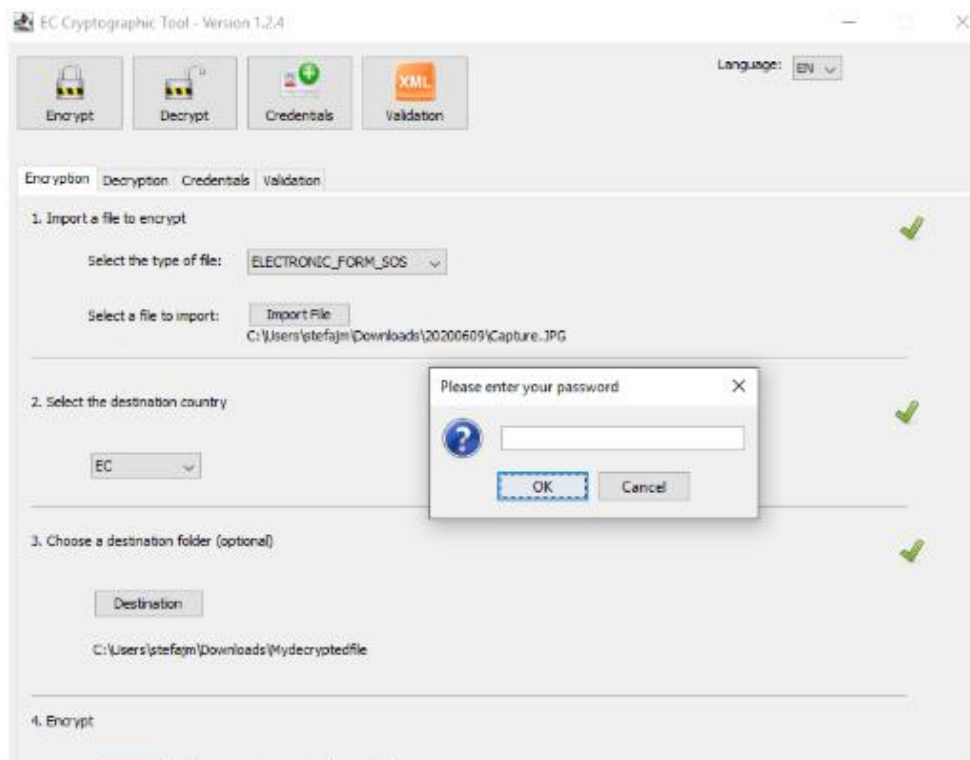 EC Cryptographic Tool - Version 1.2.4
Encrypt Decrypt Credentials XML Validation
Language: EN
Encryption Decryption Credentials Validation
1. Import a file to encrypt
Select the type of file: ELECTRONIC_FORM_SOS
Select a file to import: Import File
C:\Users\stefajm\Downloads\20200609\Capture.JPG
Please enter your password
2. Select the destination country
EC
OK Cancel
3. Choose a destination folder (optional)
Destination
C:\Users\stefajm\Downloads\Mydecryptedfile
4. Encrypt